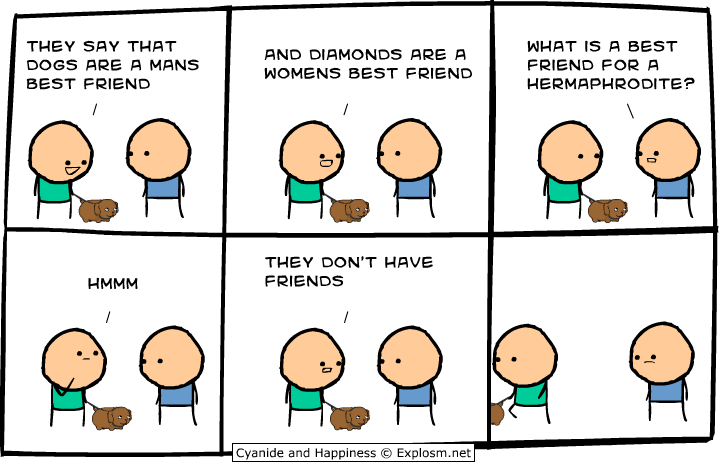 THEY SAY THAT
DOGS ARE A MANS
BEST FRIEND
AND DIAMONDS ARE A
WOMENS BEST FRIEND
WHAT IS A BEST
FRIEND FOR A
HERMAPHRODITE?
HMMM
THEY DON'T HAVE
FRIENDS
Cyanide and Happiness © Explosm.net